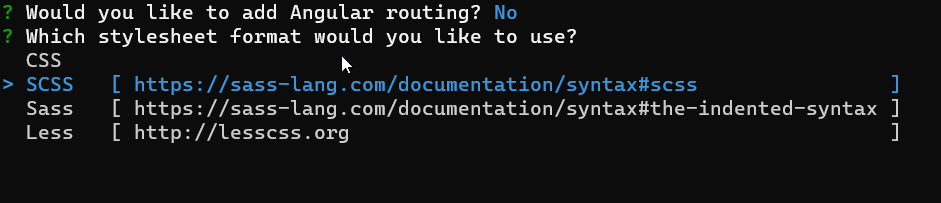 ? Would you like to add Angular routing? No
? Which stylesheet format would you like to use?
CSS
> SCSS [ https://sass-lang.com/documentation/syntax#scss ]
Sass [ https://sass-lang.com/documentation/syntax#the-indented-syntax ]
Less [ http://lesscss.org ]